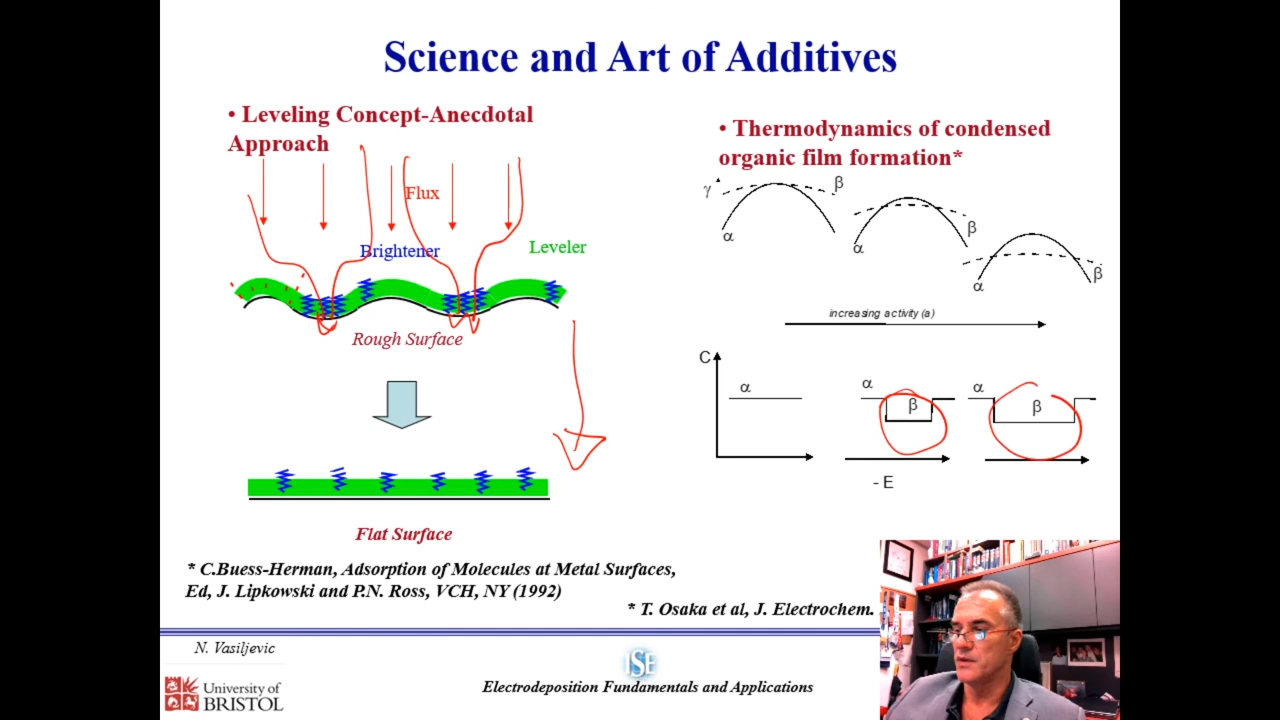 Science and Art of Additives
• Leveling Concept-Anecdotal
Approach
Flux
Brightener
Leveler
Rough Surface
Flat Surface
• Thermodynamics of condensed
organic film formation*
γ
β
α
β
α
β
α
increasing activity (a)
C
α
α
β
α
β
- E
* C.Buess-Herman, Adsorption of Molecules at Metal Surfaces,
Ed, J. Lipkowski and P.N. Ross, VCH, NY (1992)
* T. Osaka et al, J. Electrochem.
N. Vasiljevic
University of
BRISTOL
ISE
Electrodeposition Fundamentals and Applications